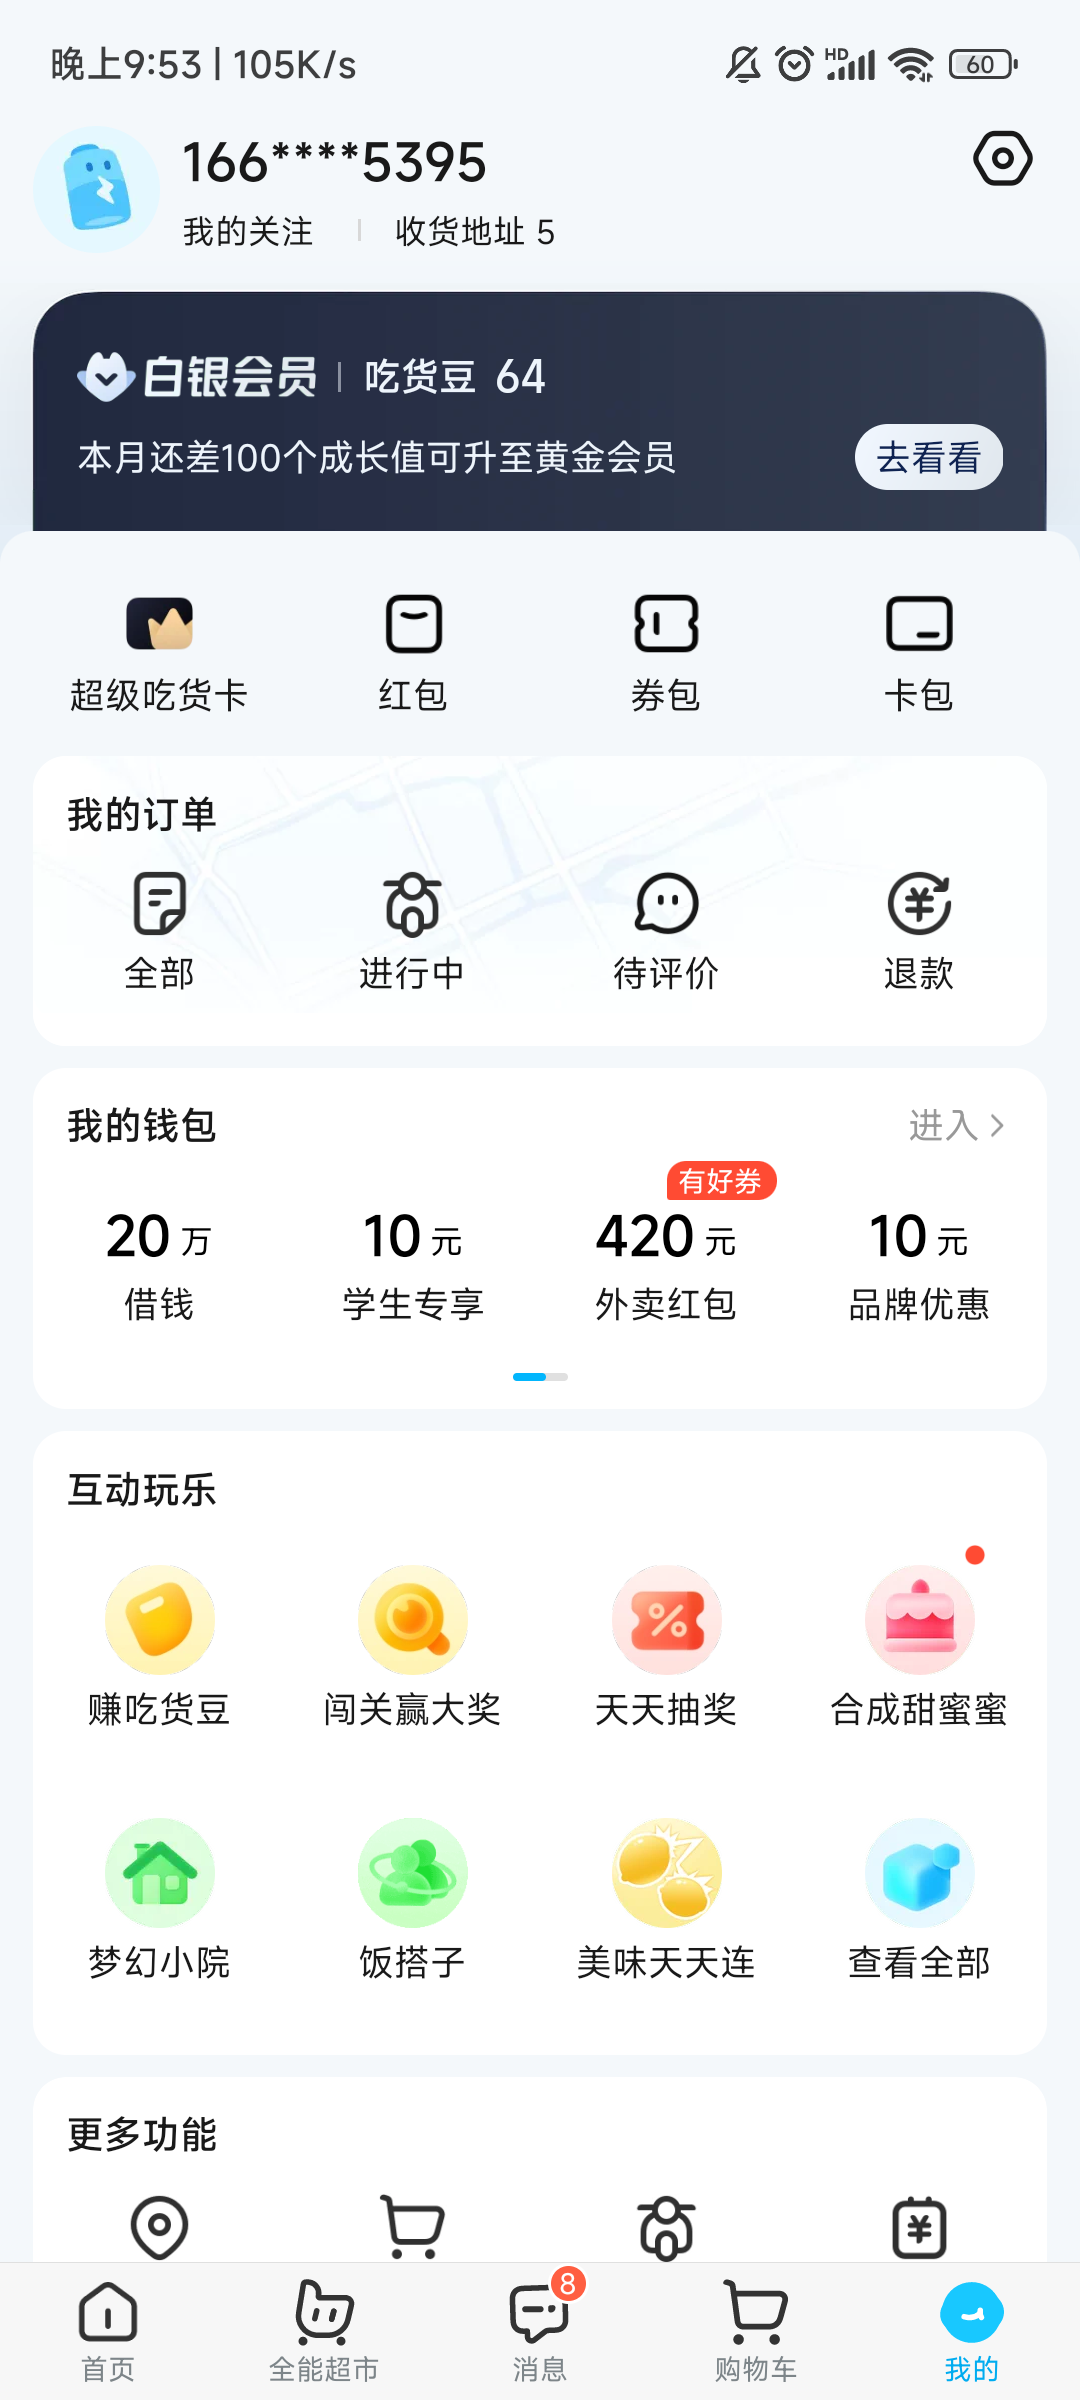 晚上9:53 | 105K/s
HD
60
166****5395
我的关注 | 收货地址 5
白银会员 | 吃货豆 64
本月还差100个成长值可升至黄金会员
去看看
超级吃货卡 红包 券包 卡包
我的订单
全部 进行中 待评价 退款
我的钱包 进入
有好券
20 万 10 元 420 元 10 元
借钱 学生专享 外卖红包 品牌优惠
互动玩乐
赚吃货豆 闯关赢大奖 天天抽奖 合成甜蜜蜜
梦幻小院 饭搭子 美味天天连 查看全部
更多功能
8
首页 全能超市 消息 购物车 我的